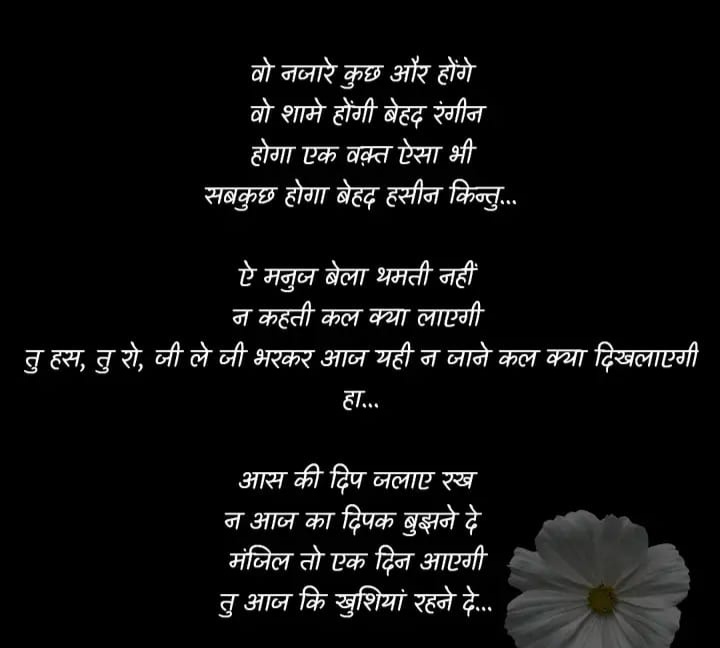 वो नजारे कुछ और होंगे
वो शामे होंगी बेहद रंगीन
होगा एक वक़्त ऐसा भी
सबकुछ होगा बेहद हसीन किन्तु...
ऐ मनुज बेला थमती नहीं
न कहती कल क्या लाएगी
तु हस, तु रो, जी ले जी भरकर आज यही न जाने कल क्या दिखलाएगी
हा...
आस की दिप जलाए रख
न आज का दिपक बुझने दे
मंजिल तो एक दिन आएगी
तु आज कि खुशियां रहने दे...